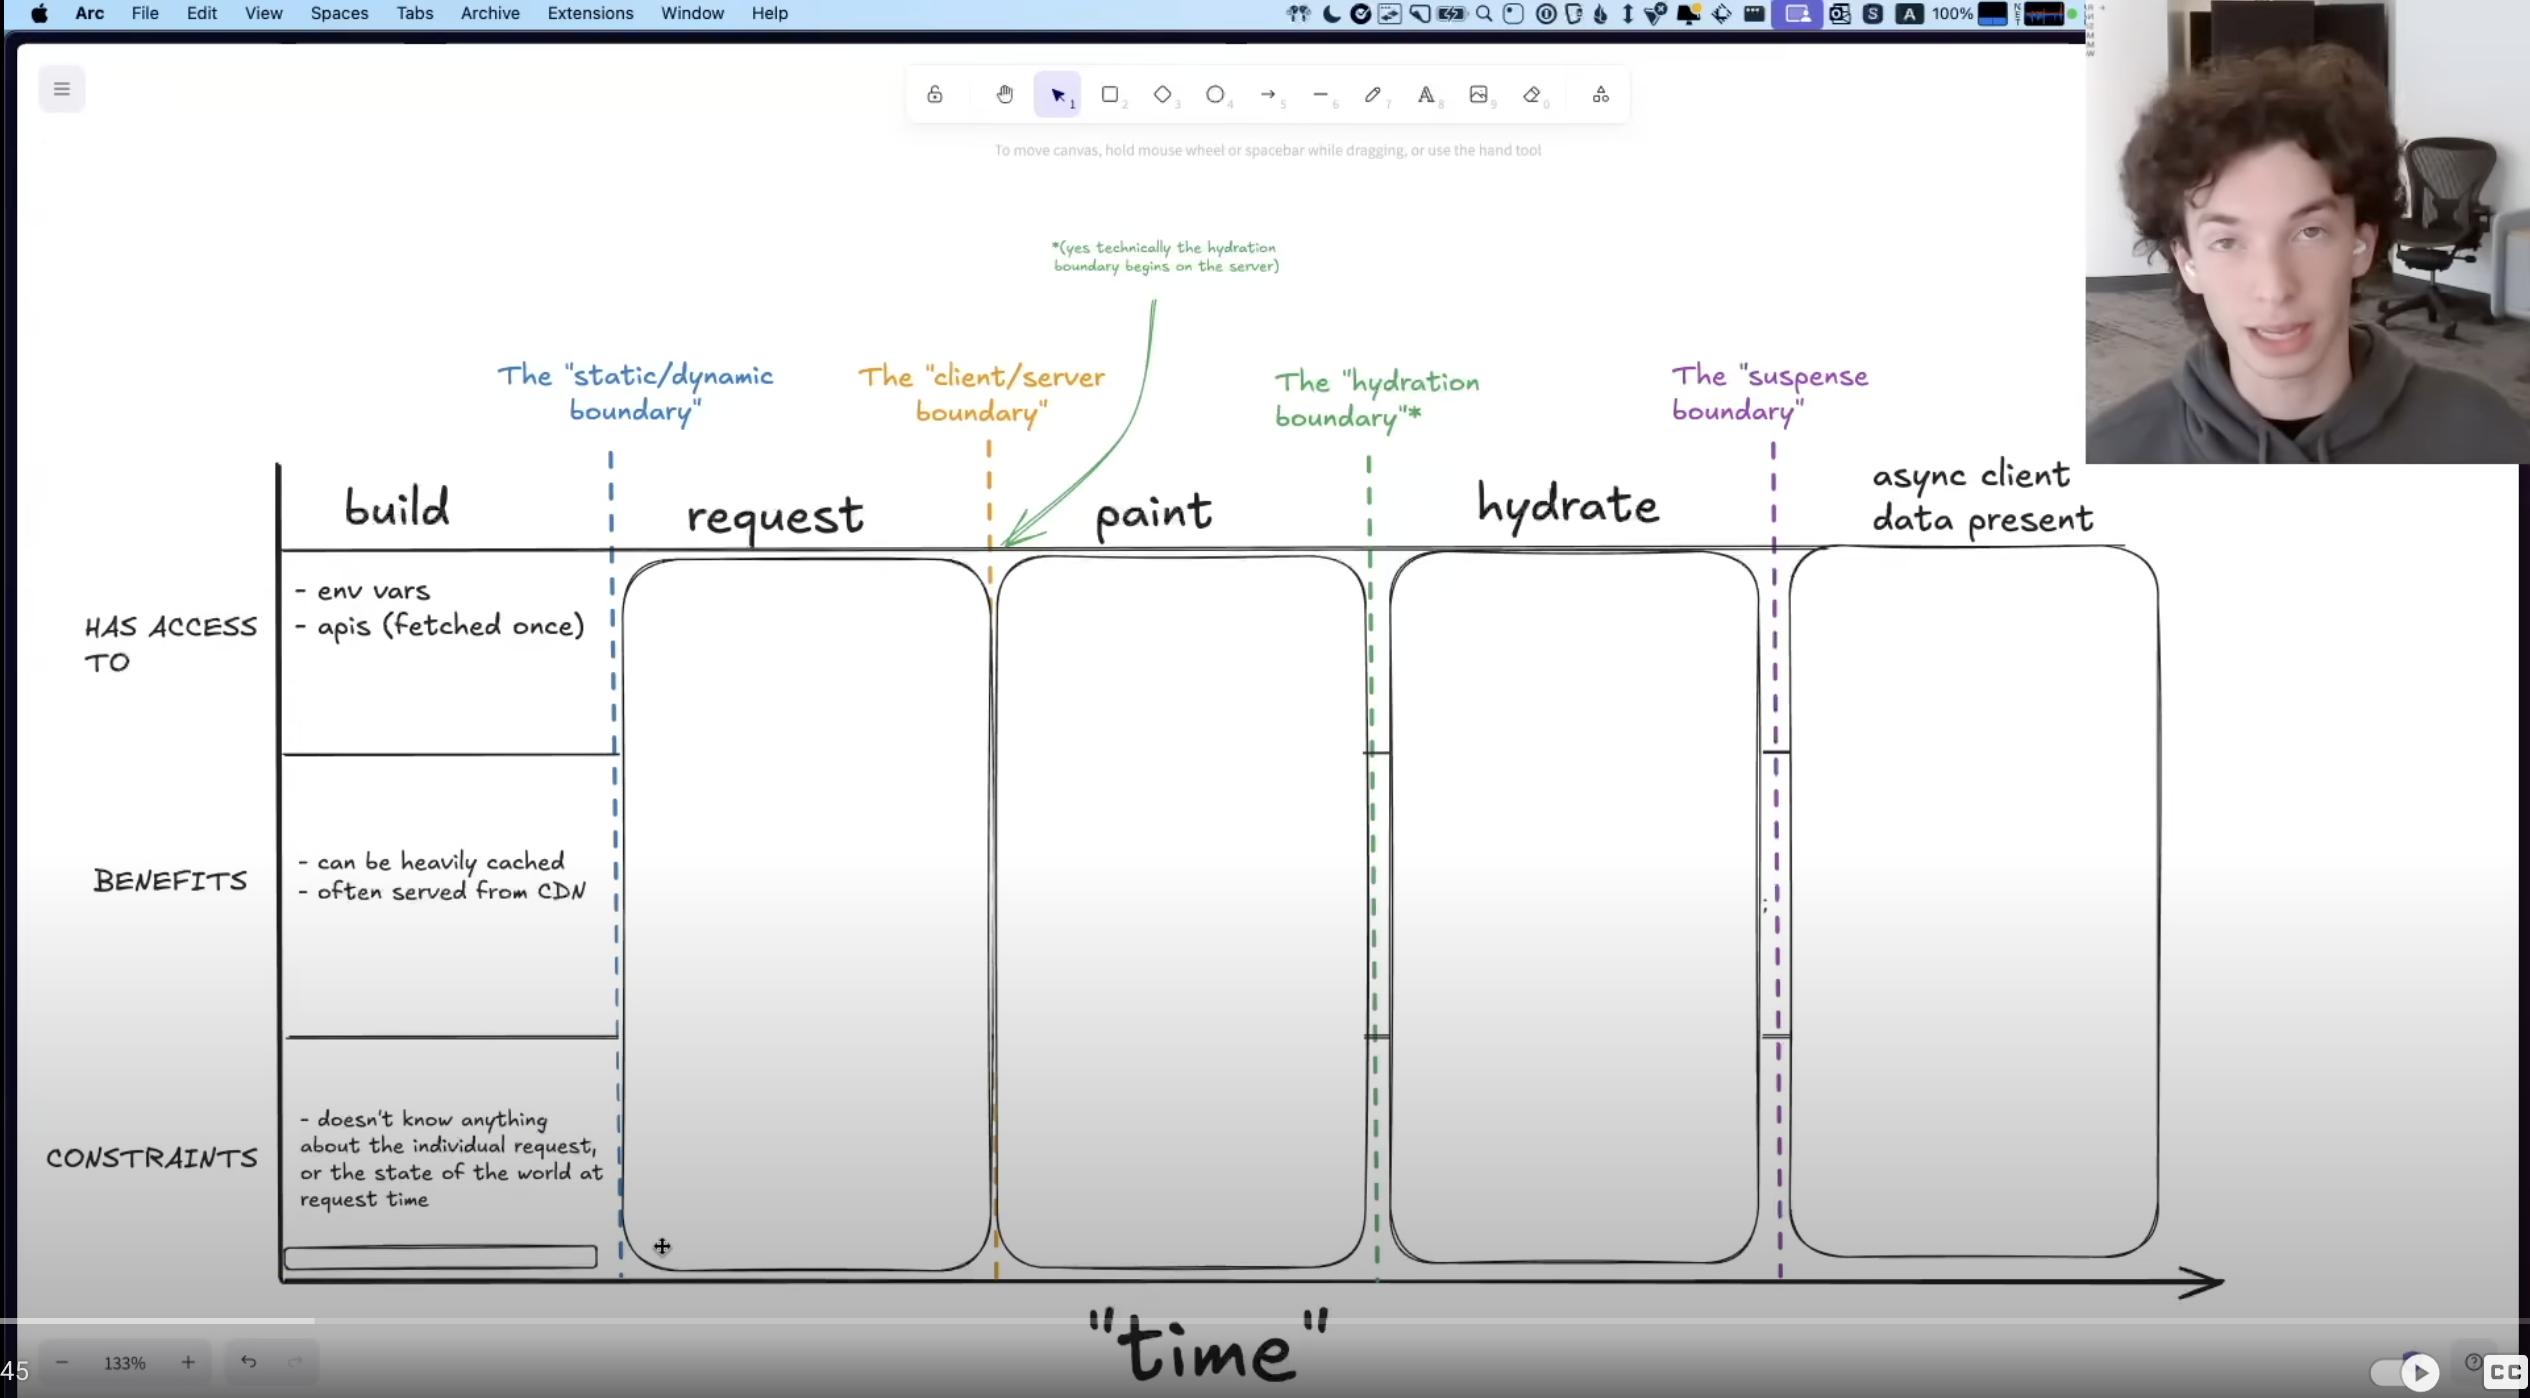 Arc File Edit View Spaces Tabs Archive Extensions Window Help
100%
1 2 3 4 5 6 7 8 9 0
To move canvas, hold mouse wheel or spacebar while dragging, or use the hand tool
*(yes technically the hydration
boundary begins on the server)
The "static/dynamic
boundary"
The "client/server
boundary"
The "hydration
boundary"*
The "suspense
boundary"
build
request
paint
hydrate
async client
data present
HAS ACCESS
TO
- env vars
- apis (fetched once)
BENEFITS
- can be heavily cached
- often served from CDN
;
CONSTRAINTS
- doesn't know anything
about the individual request,
or the state of the world at
request time
"time"
45
133%
CC